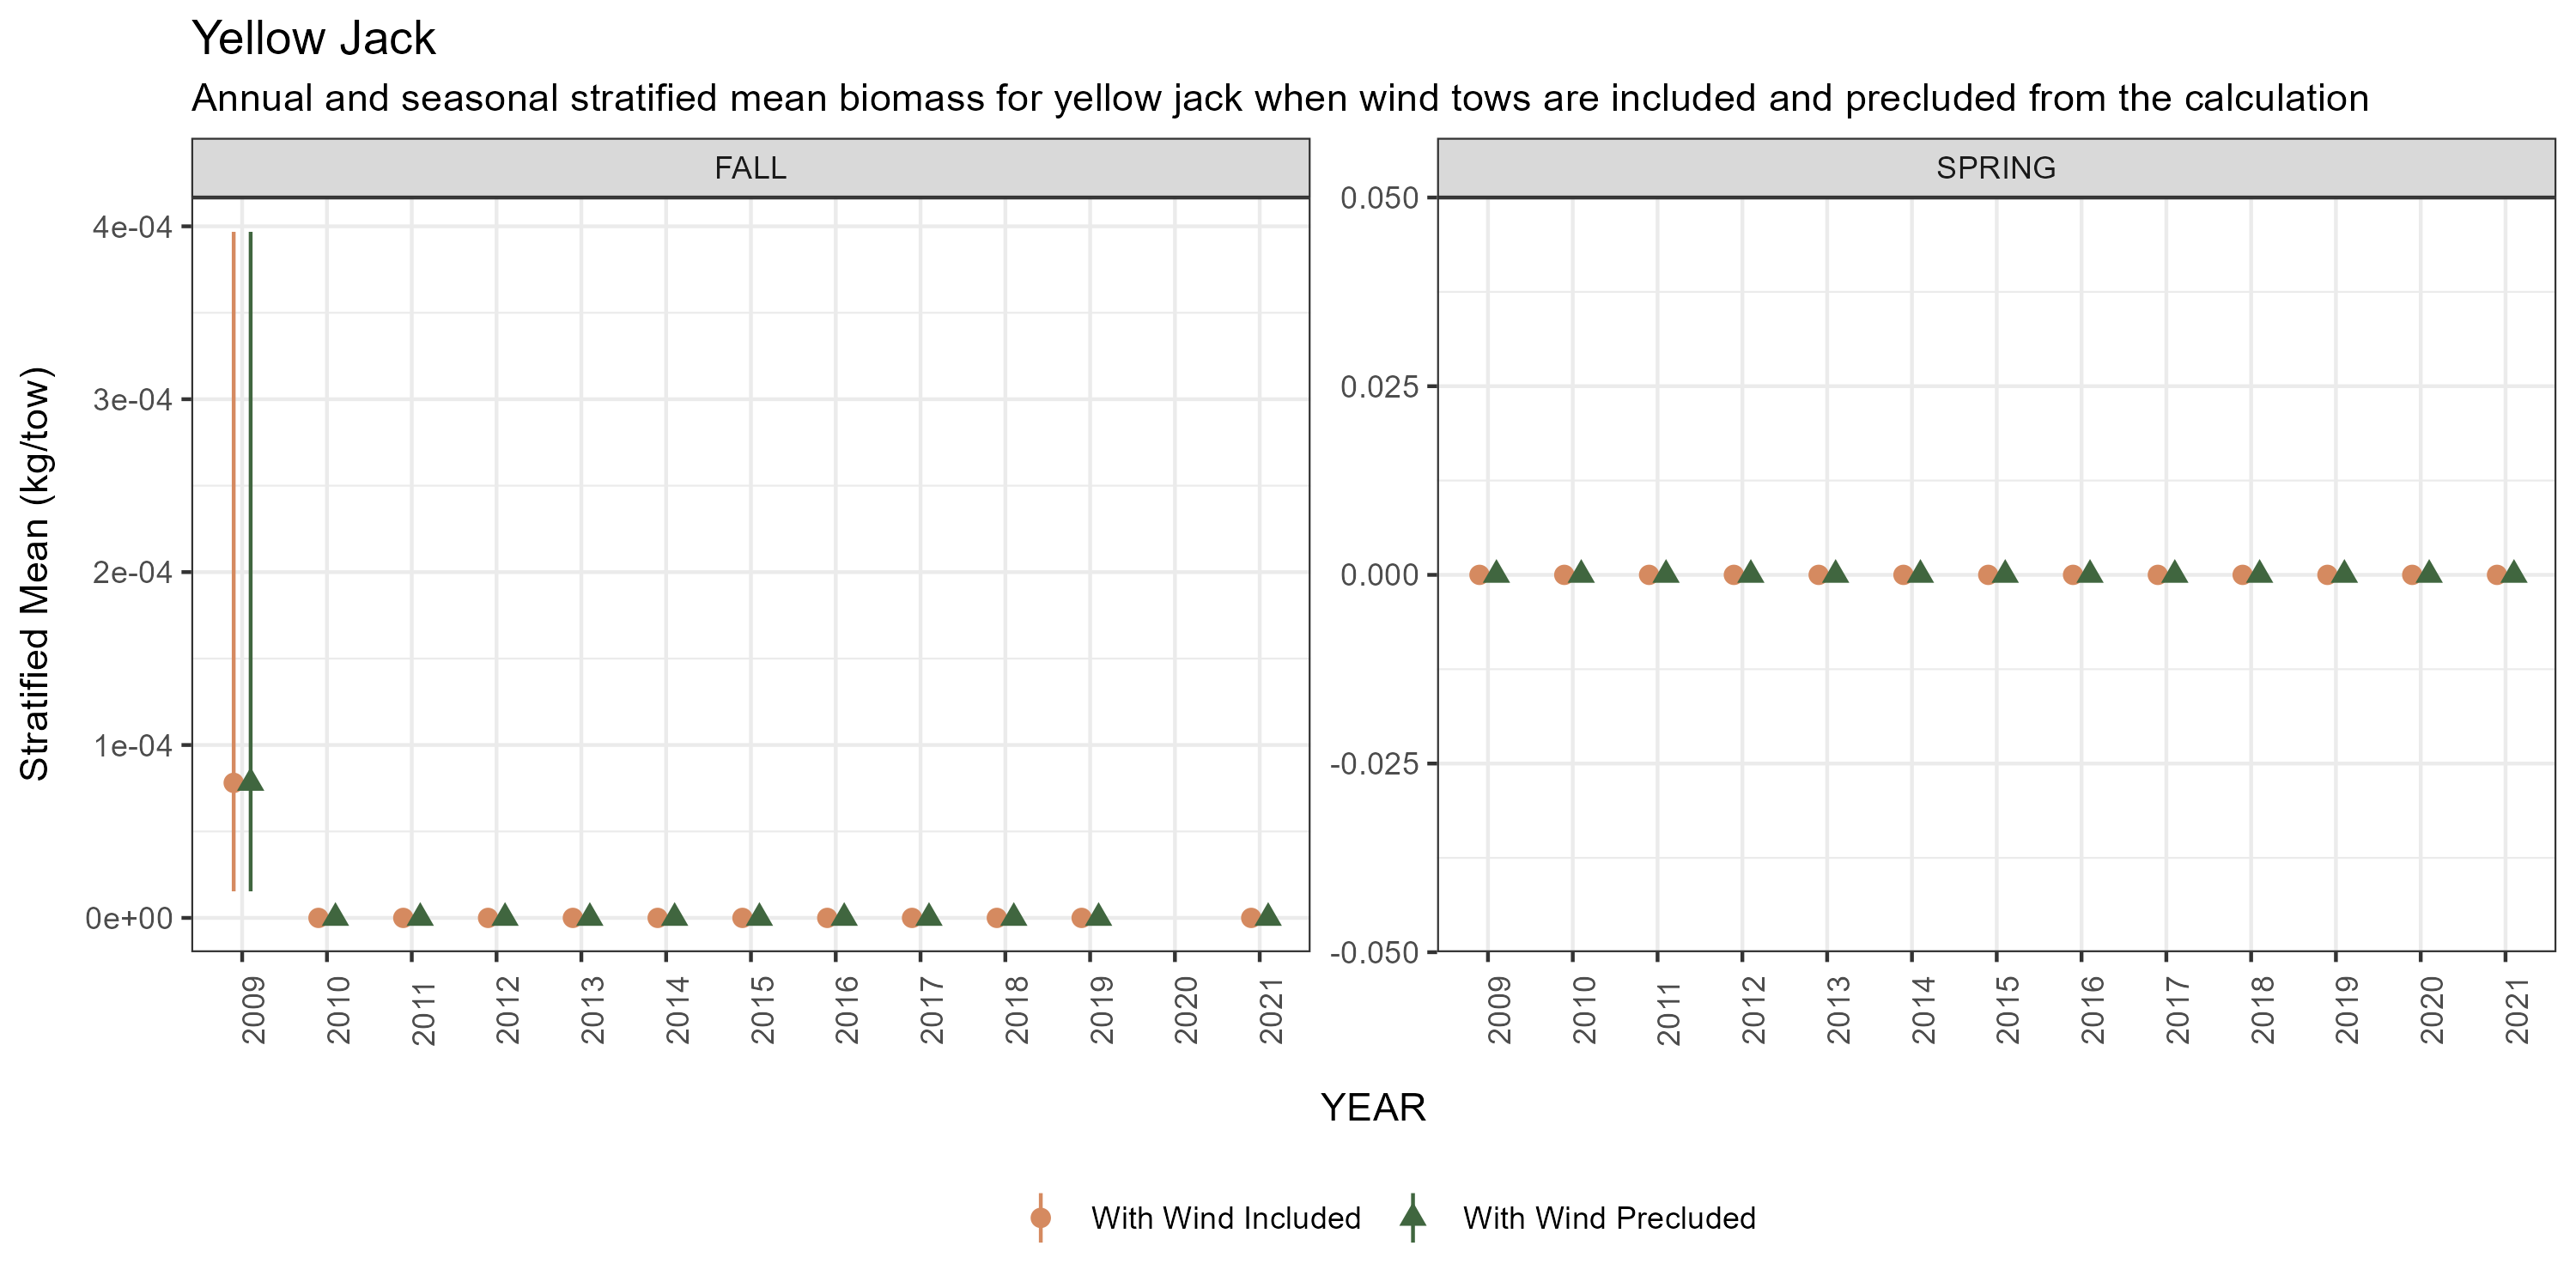 Yellow Jack
Annual and seasonal stratified mean biomass for yellow jack when wind tows are included and precluded from the calculation
FALL
SPRING
Stratified Mean (kg/tow)
4e-04
3e-04
2e-04
1e-04
0e+00
0.050
0.025
0.000
-0.025
-0.050
2009
2010
2011
2012
2013
2014
2015
2016
2017
2018
2019
2020
2021
2009
2010
2011
2012
2013
2014
2015
2016
2017
2018
2019
2020
2021
YEAR
With Wind Included
With Wind Precluded